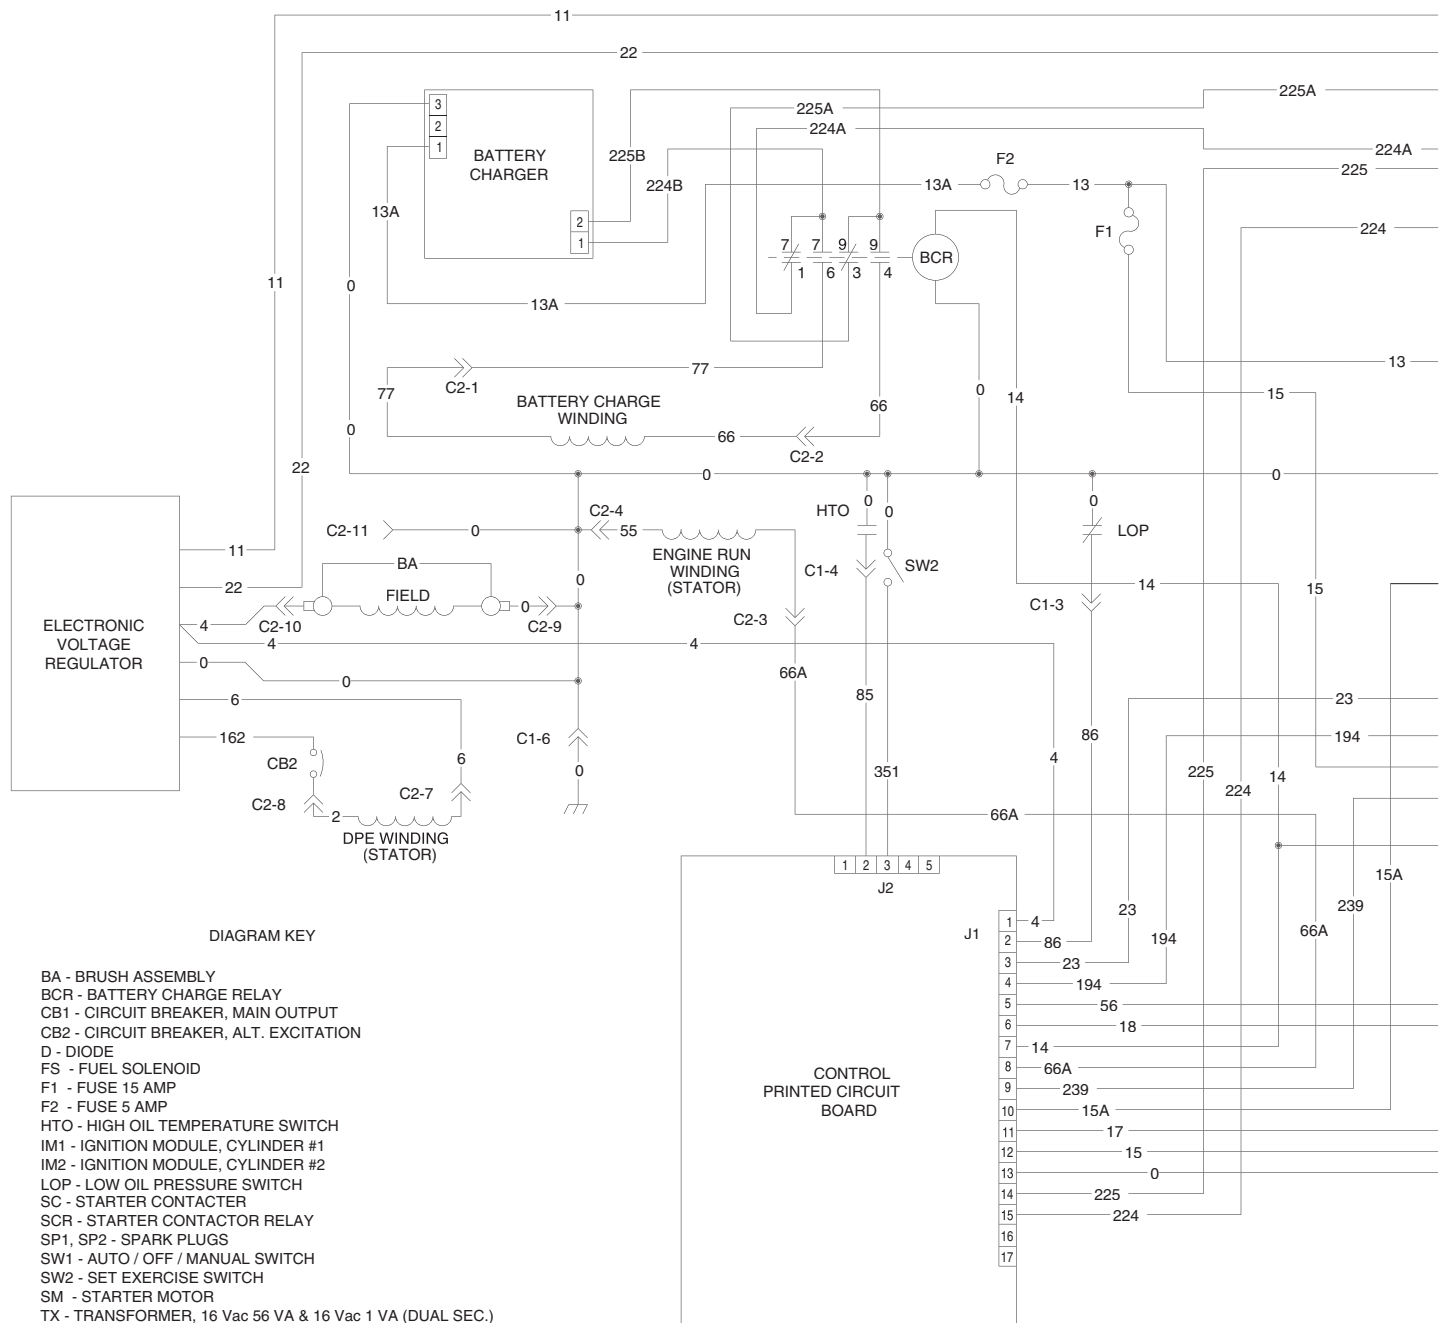 11
22
225A
225A
3
2
1
BATTERY
CHARGER
225B
224B
224A
224A
F2
225
13A
13A
13
F1
224
2
1
7
7
9
9
1
6
3
4
BCR
11
0
13A
77
C2-1
77
13
77
BATTERY CHARGE
WINDING
66
0
14
15
0
66
C2-2
22
0
0
0
0
0
HTO
LOP
C2-11
0
C2-4
55
ENGINE RUN
WINDING
(STATOR)
C1-4
SW2
11
BA
22
FIELD
0
14
15
C1-3
4
C2-10
0
C2-9
C2-3
ELECTRONIC
VOLTAGE
REGULATOR
4
4
0
0
66A
85
6
23
162
C1-6
86
194
CB2
6
0
351
4
225
14
C2-8
C2-7
224
2
66A
DPE WINDING
(STATOR)
1
2
3
4
5
J2
15A
239
23
66A
194
J1
1
4
2
86
3
23
4
194
5
56
6
18
7
14
8
66A
9
239
10
15A
11
17
12
15
13
0
14
225
15
224
16
17
CONTROL
PRINTED CIRCUIT
BOARD
DIAGRAM KEY
BA - BRUSH ASSEMBLY
BCR - BATTERY CHARGE RELAY
CB1 - CIRCUIT BREAKER, MAIN OUTPUT
CB2 - CIRCUIT BREAKER, ALT. EXCITATION
D - DIODE
FS - FUEL SOLENOID
F1 - FUSE 15 AMP
F2 - FUSE 5 AMP
HTO - HIGH OIL TEMPERATURE SWITCH
IM1 - IGNITION MODULE, CYLINDER #1
IM2 - IGNITION MODULE, CYLINDER #2
LOP - LOW OIL PRESSURE SWITCH
SC - STARTER CONTACTER
SCR - STARTER CONTACTOR RELAY
SP1, SP2 - SPARK PLUGS
SW1 - AUTO / OFF / MANUAL SWITCH
SW2 - SET EXERCISE SWITCH
SM - STARTER MOTOR
TX - TRANSFORMER, 16 Vac 56 VA & 16 Vac 1 VA (DUAL SEC.)